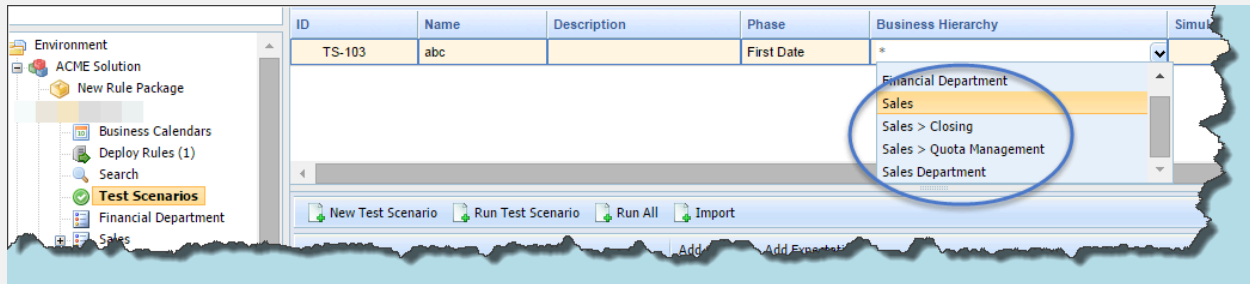 ID Name Description Phase Business Hierarchy
TS-103 abc First Date *
Environment
ACME Solution
New Rule Package
Business Calendars
Deploy Rules (1)
Search
Test Scenarios
Financial Department
Sales
Financial Department
Sales
Sales > Closing
Sales > Quota Management
Sales Department
New Test Scenario Run Test Scenario Run All Import
Add Add